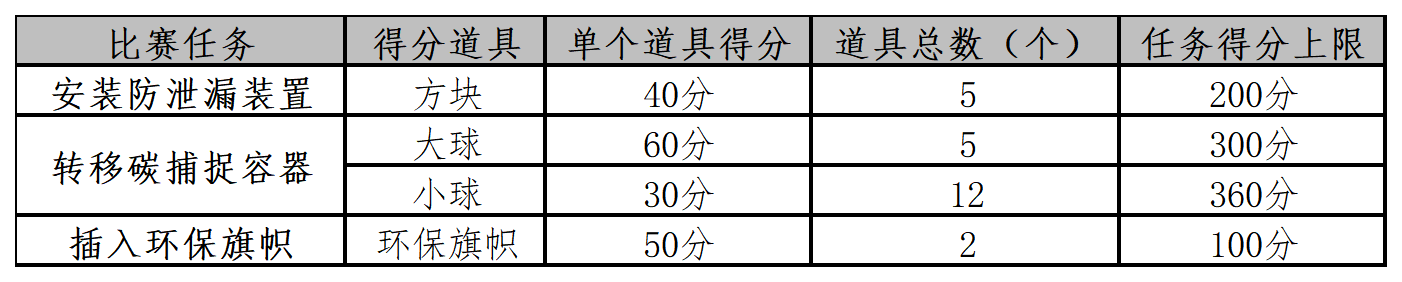 比赛任务 得分道具 单个道具得分 道具总数（个） 任务得分上限
安装防泄漏装置 方块 40分 5 200分
转移碳捕捉容器 大球 60分 5 300分
小球 30分 12 360分
插入环保旗帜 环保旗帜 50分 2 100分